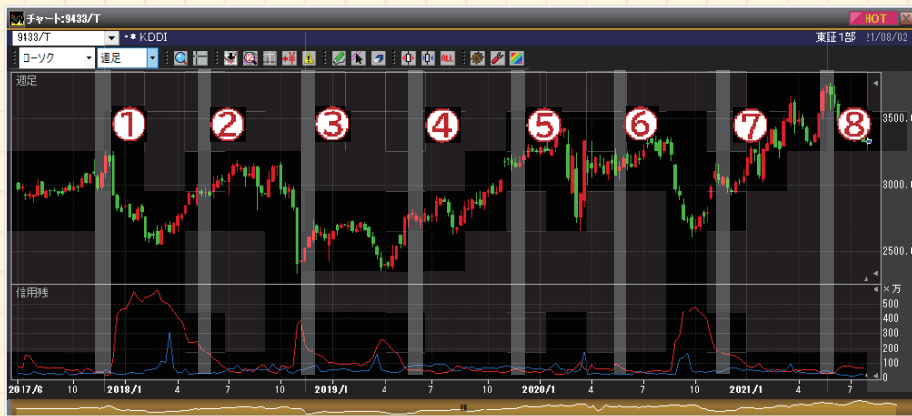 チャート:9433/T
HOT
9433/T
・* KDDI
東証1部 21/08/02
ローソク
週足
ALL
週足
① ② ③ ④ ⑤ ⑥ ⑦ ⑧
3500.
3000.
2500.
信用残
×万
500
400
300
200
100
0
2017/6 10 2018/1 4 7 10 2019/1 4 7 10 2020/1 4 7 10 2021/1 4 7